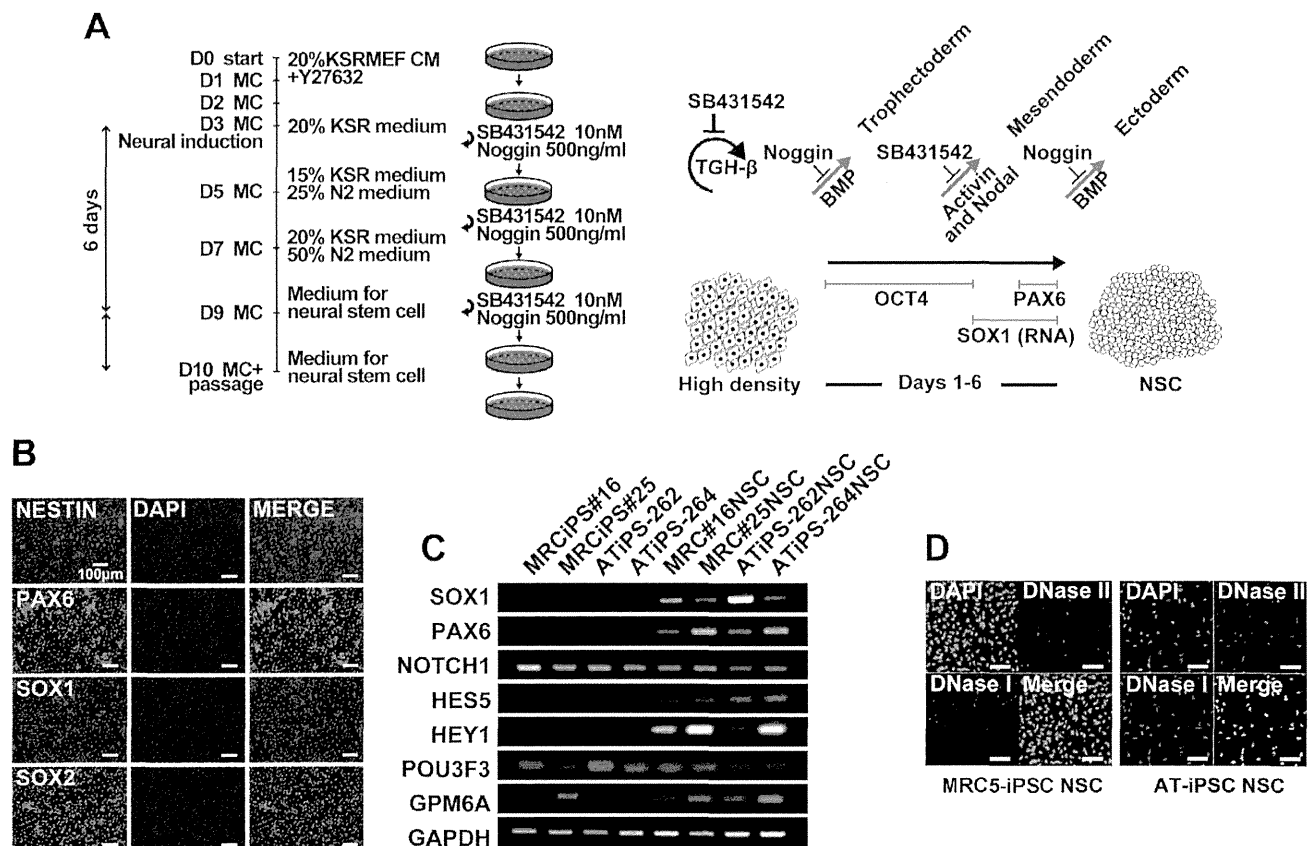 A
D0 start
20%KSRMEF CM
D1 MC
+Y27632
D2 MC
D3 MC
20% KSR medium
Neural induction
SB431542 10nM
Noggin 500ng/ml
6 days
15% KSR medium
D5 MC
25% N2 medium
SB431542 10nM
Noggin 500ng/ml
20% KSR medium
D7 MC
50% N2 medium
Medium for
D9 MC
neural stem cell
SB431542 10nM
Noggin 500ng/ml
D10 MC+
passage
Medium for
neural stem cell
SB431542
TGH-β
Noggin
BMP
Trophectoderm
SB431542
Activin
and Nodal
Mesendoderm
Noggin
BMP
Ectoderm
OCT4
PAX6
SOX1 (RNA)
High density
Days 1-6
NSC
B
NESTIN
DAPI
MERGE
100μm
PAX6
SOX1
SOX2
C
MRCiPS#16
MRCiPS#25
ATiPS-262
ATiPS-264
MRC#16NSC
MRC#25NSC
ATiPS-262NSC
ATiPS-264NSC
SOX1
PAX6
NOTCH1
HES5
HEY1
POU3F3
GPM6A
GAPDH
D
DAPI
DNase II
DNase I
Merge
MRC5-iPSC NSC
DAPI
DNase II
DNase I
Merge
AT-iPSC NSC